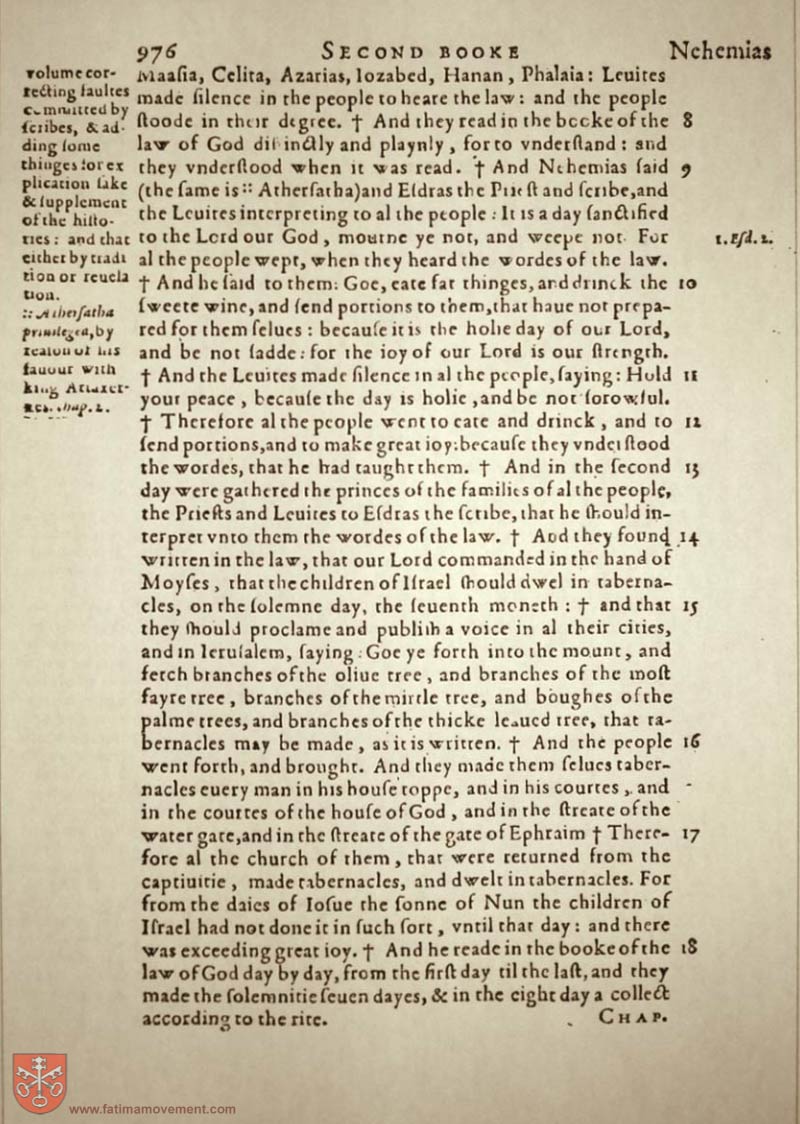 976 SECOND BOOKE Nehemias
volume cor-
recting faultes
committed by
ſcribes, & ad-
ding ſome
thinges for ex
plication ſake
& ſupplement
of the hiſto-
ries: and that
either by tradi
tion or reuela
tion.
:: Atherſatha
priuileged, by
reaſon of his
fauour with
king Artaxer-
xes. chap. 2.
Maaſia, Celita, Azarias, Iozabed, Hanan, Phalaia: Leuites
made ſilence in the people to heare the law: and the people
ſtoode in their degree. † And they read in the booke of the 8
law of God diſtinctly and playnly, for to vnderſtand: and
they vnderſtood when it was read. † And Nehemias ſaid 9
(the ſame is :: Atherſatha) and Eſdras the Prieſt and ſcribe, and
the Leuites interpreting to al the people: It is a day ſanctified
to the Lord our God, mourne ye not, and weepe not. For 1. Eſd. 2.
al the people wept, when they heard the wordes of the law.
† And he ſaid to them: Goe, eate fat thinges, and drinck the 10
ſweete wine, and ſend portions to them, that haue not prepa-
red for them ſelues: becauſe it is the holie day of our Lord,
and be not ſadde: for the ioy of our Lord is our ſtrength.
† And the Leuites made ſilence in al the people, ſaying: Hold 11
your peace, becauſe the day is holie, and be not ſorowful.
† Therefore al the people went to eate and drinck, and to 12
ſend portions, and to make great ioy: becauſe they vnderſtood
the wordes, that he had taught them. † And in the ſecond 13
day were gathered the princes of the families of al the people,
the Prieſts and Leuites to Eſdras the ſcribe, that he ſhould in-
terpret vnto them the wordes of the law. † And they found 14
written in the law, that our Lord commanded in the hand of
Moyſes, that the children of Iſrael ſhould dwel in taberna-
cles, on the ſolemne day, the ſeuenth moneth: † and that 15
they ſhould proclame and publiſh a voice in al their cities,
and in Ieruſalem, ſaying: Goe ye forth into the mount, and
fetch branches of the oliue tree, and branches of the moſt
fayre tree, branches of the mirtle tree, and boughes of the
palme trees, and branches of the thicke leaued tree, that ta-
bernacles may be made, as it is written. † And the people 16
went forth, and brought. And they made them ſelues taber-
nacles euery man in his houſe toppe, and in his courtes, and
in the courtes of the houſe of God, and in the ſtreate of the
water gate, and in the ſtreate of the gate of Ephraim † There- 17
fore al the church of them, that were returned from the
captiuitie, made tabernacles, and dwelt in tabernacles. For
from the daies of Ioſue the ſonne of Nun the children of
Iſrael had not done it in ſuch ſort, vntil that day: and there
was exceeding great ioy. † And he reade in the booke of the 18
law of God day by day, from the firſt day til the laſt, and they
made the ſolemnitie ſeuen dayes, & in the eight day a collect
according to the rite. CHAP.
www.fatimamovement.com